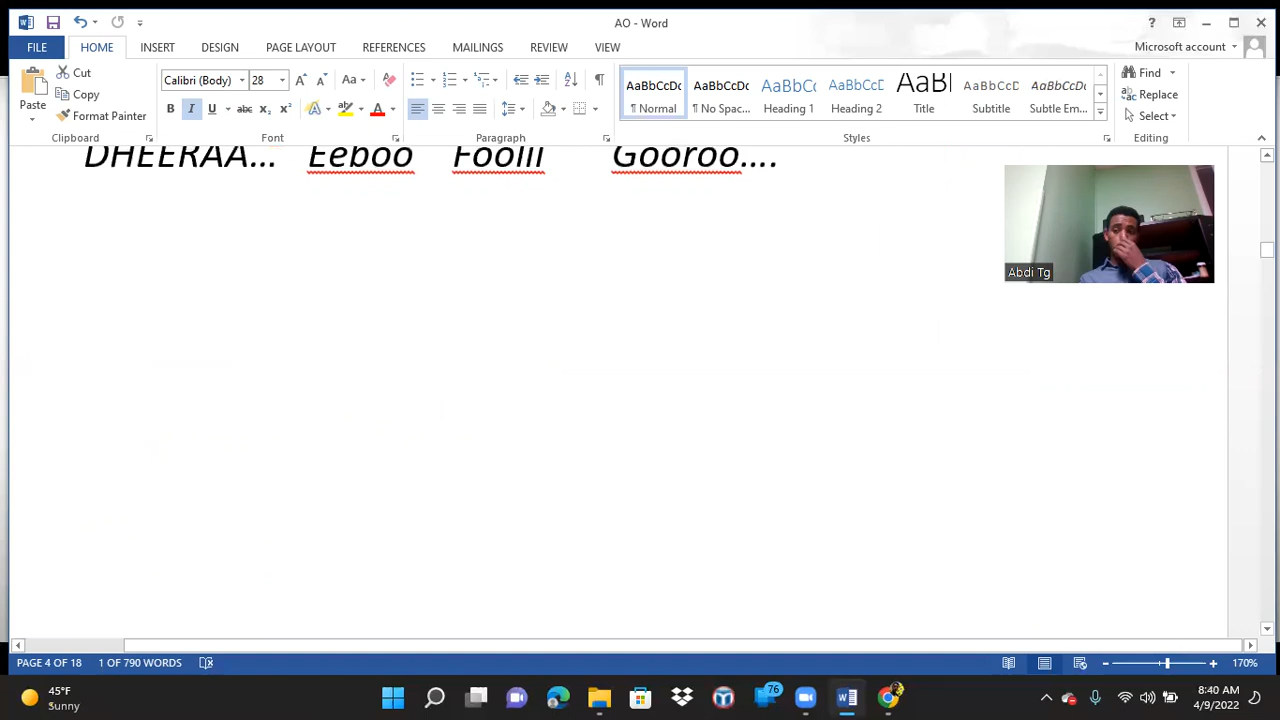 AO - Word
FILE HOME INSERT DESIGN PAGE LAYOUT REFERENCES MAILINGS REVIEW VIEW Microsoft account
Cut
Copy
Format Painter
Paste
Clipboard
Calibri (Body) 28
Font
Paragraph
AaBbCcDc AaBbCcDc AaBbCc AaBbCcD AaBl AaBbCcD AaBbCcDc
¶ Normal ¶ No Spac... Heading 1 Heading 2 Title Subtitle Subtle Em...
Styles
Find
Replace
Select
Editing
DHEERAA... Eeboo Foolii Gooroo....
Abdi Tg
PAGE 4 OF 18 1 OF 790 WORDS 170%
45°F
Sunny
76
8:40 AM
4/9/2022